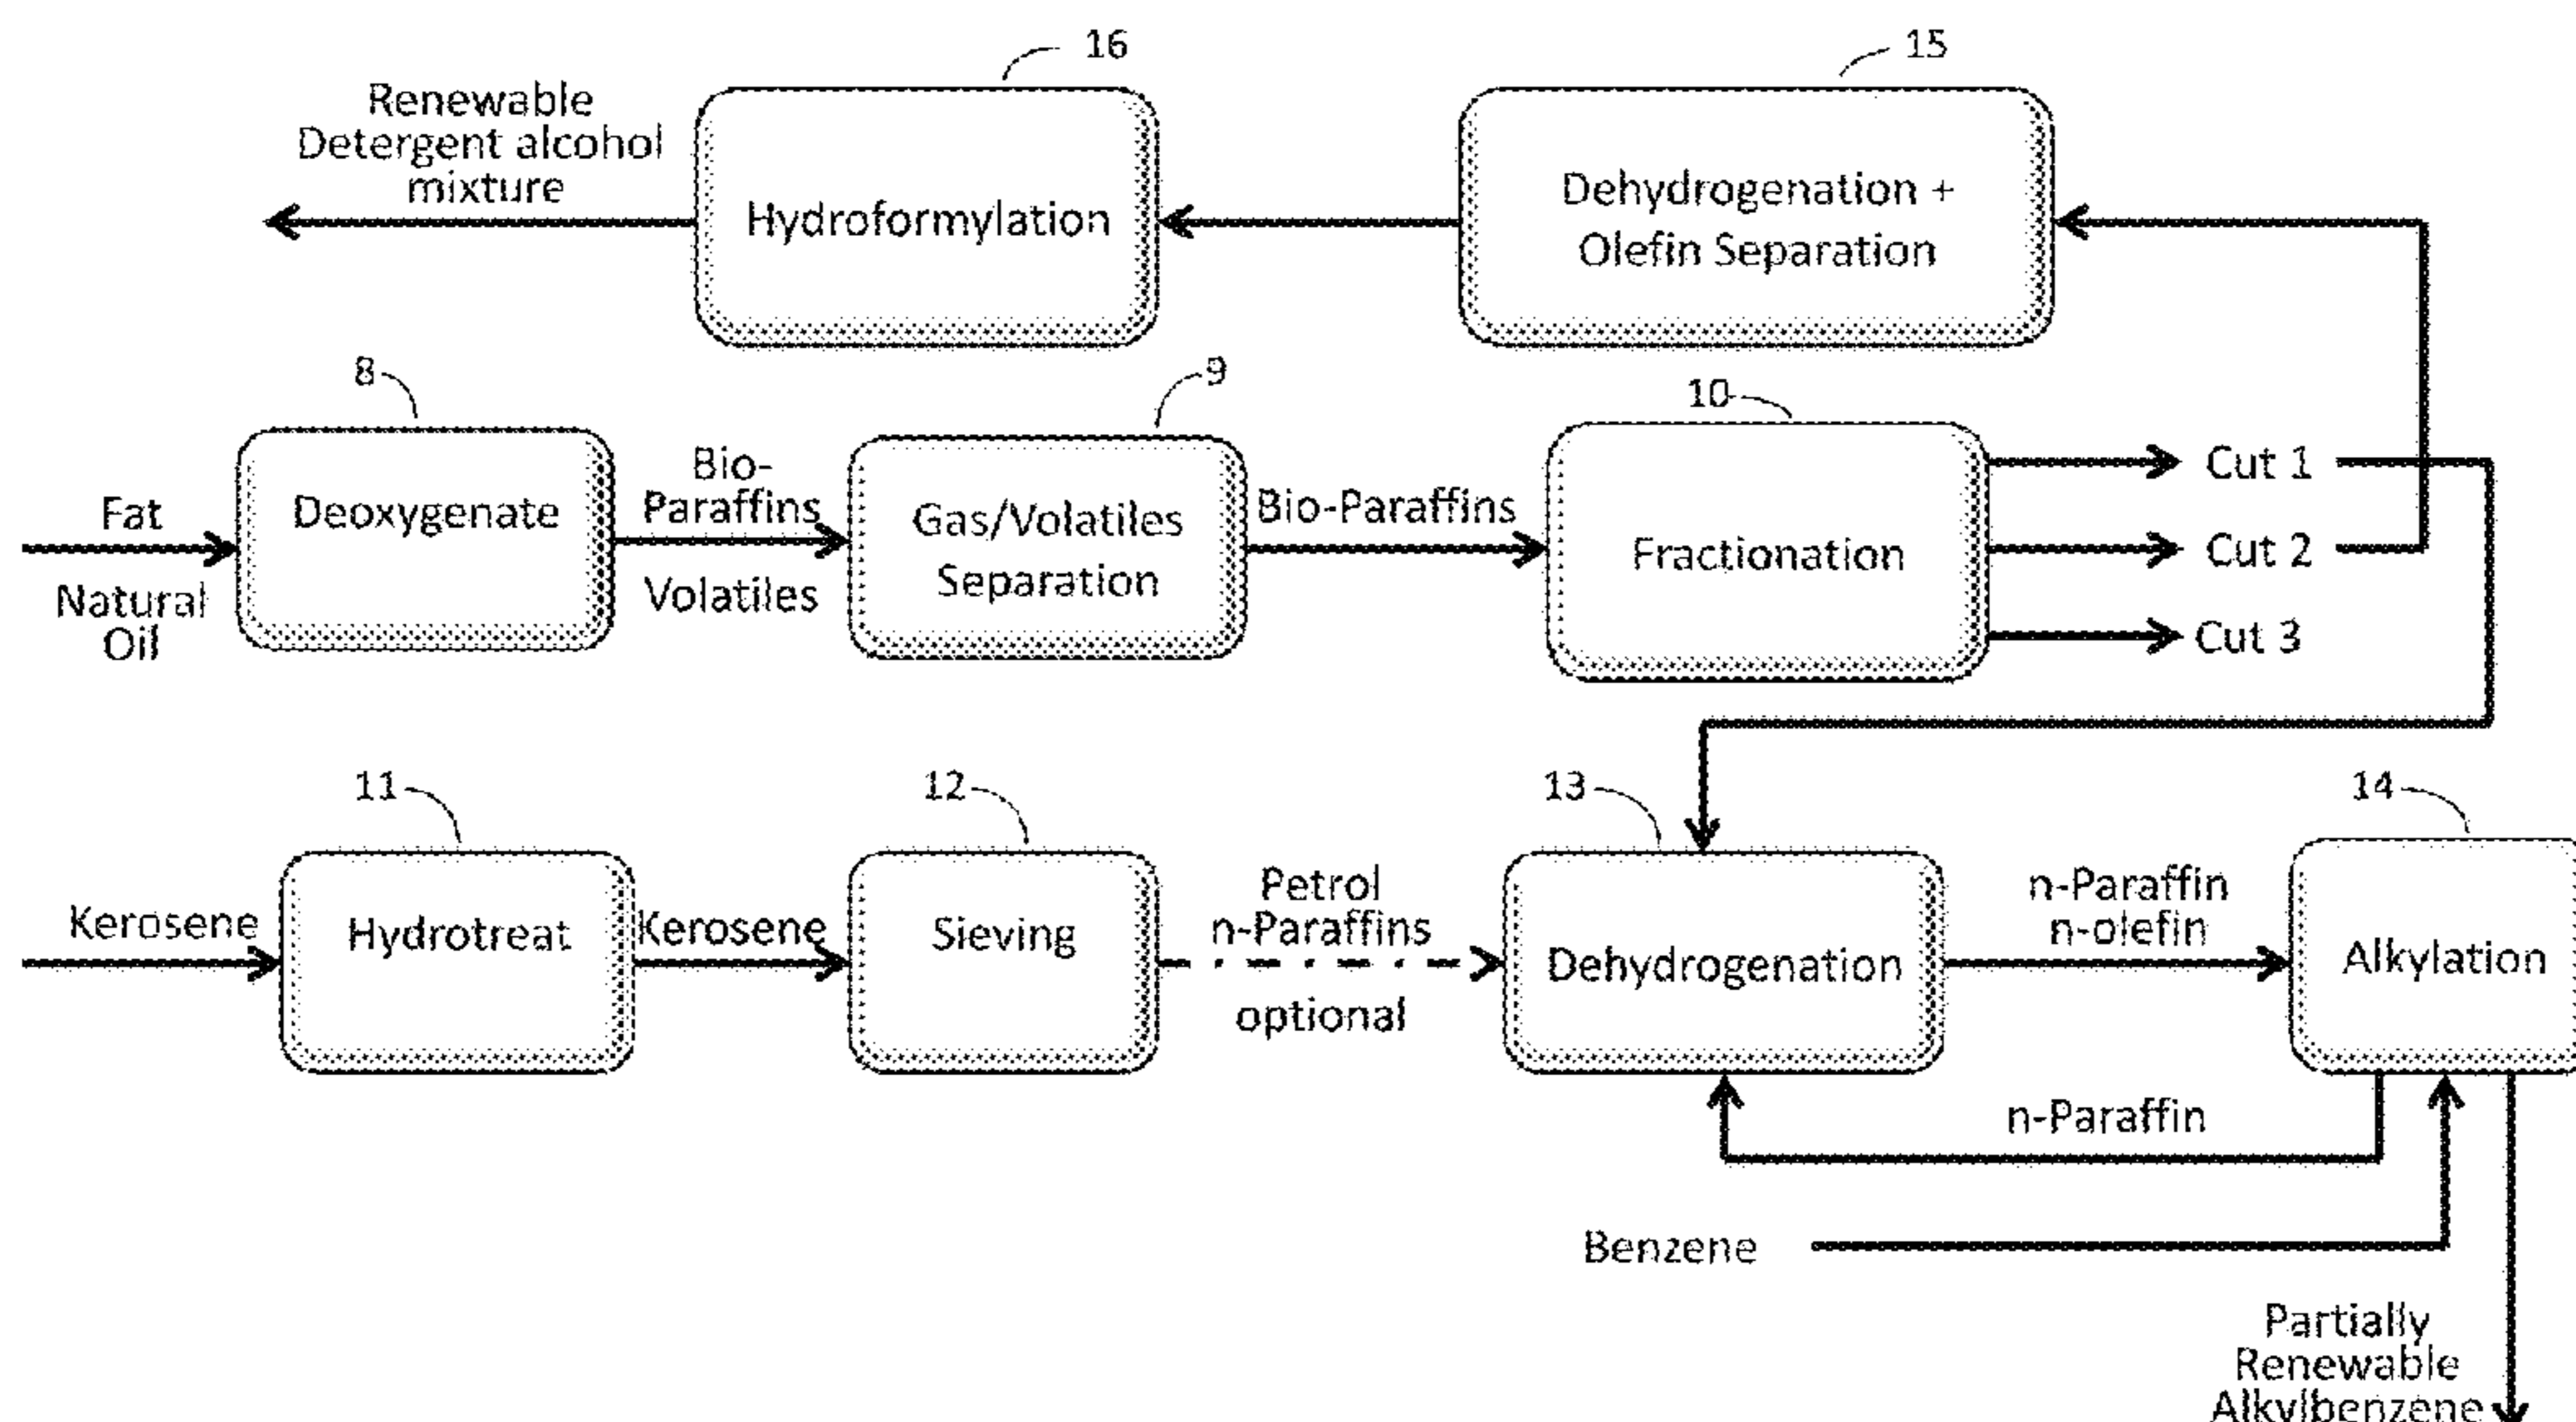 16
15
Renewable
Detergent alcohol
mixture
Hydroformylation
Dehydrogenation +
Olefin Separation
8
9
10
Fat
Natural
Oil
Deoxygenate
Bio-
Paraffins
Volatiles
Gas/Volatiles
Separation
Bio-Paraffins
Fractionation
Cut 1
Cut 2
Cut 3
11
12
13
14
Kerosene
Hydrotreat
Kerosene
Sieving
Petrol
n-Paraffins
optional
Dehydrogenation
n-Paraffin
n-olefin
Alkylation
n-Paraffin
Benzene
Partially
Renewable
Alkylbenzene